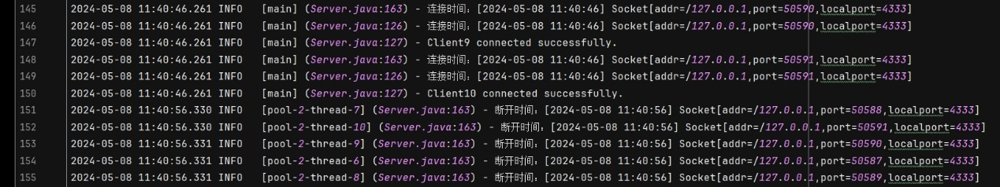 145 2024-05-08 11:40:46.261 INFO [main] (Server.java:163) - 连接时间：[2024-05-08 11:40:46] Socket[addr=/127.0.0.1,port=50590,localport=4333]
146 2024-05-08 11:40:46.261 INFO [main] (Server.java:126) - 连接时间：[2024-05-08 11:40:46] Socket[addr=/127.0.0.1,port=50590,localport=4333]
147 2024-05-08 11:40:46.261 INFO [main] (Server.java:127) - Client9 connected successfully.
148 2024-05-08 11:40:46.261 INFO [main] (Server.java:163) - 连接时间：[2024-05-08 11:40:46] Socket[addr=/127.0.0.1,port=50591,localport=4333]
149 2024-05-08 11:40:46.261 INFO [main] (Server.java:126) - 连接时间：[2024-05-08 11:40:46] Socket[addr=/127.0.0.1,port=50591,localport=4333]
150 2024-05-08 11:40:46.261 INFO [main] (Server.java:127) - Client10 connected successfully.
151 2024-05-08 11:40:56.330 INFO [pool-2-thread-7] (Server.java:163) - 断开时间：[2024-05-08 11:40:56] Socket[addr=/127.0.0.1,port=50588,localport=4333]
152 2024-05-08 11:40:56.330 INFO [pool-2-thread-10] (Server.java:163) - 断开时间：[2024-05-08 11:40:56] Socket[addr=/127.0.0.1,port=50591,localport=4333]
153 2024-05-08 11:40:56.331 INFO [pool-2-thread-9] (Server.java:163) - 断开时间：[2024-05-08 11:40:56] Socket[addr=/127.0.0.1,port=50590,localport=4333]
154 2024-05-08 11:40:56.331 INFO [pool-2-thread-6] (Server.java:163) - 断开时间：[2024-05-08 11:40:56] Socket[addr=/127.0.0.1,port=50587,localport=4333]
155 2024-05-08 11:40:56.331 INFO [pool-2-thread-8] (Server.java:163) - 断开时间：[2024-05-08 11:40:56] Socket[addr=/127.0.0.1,port=50589,localport=4333]